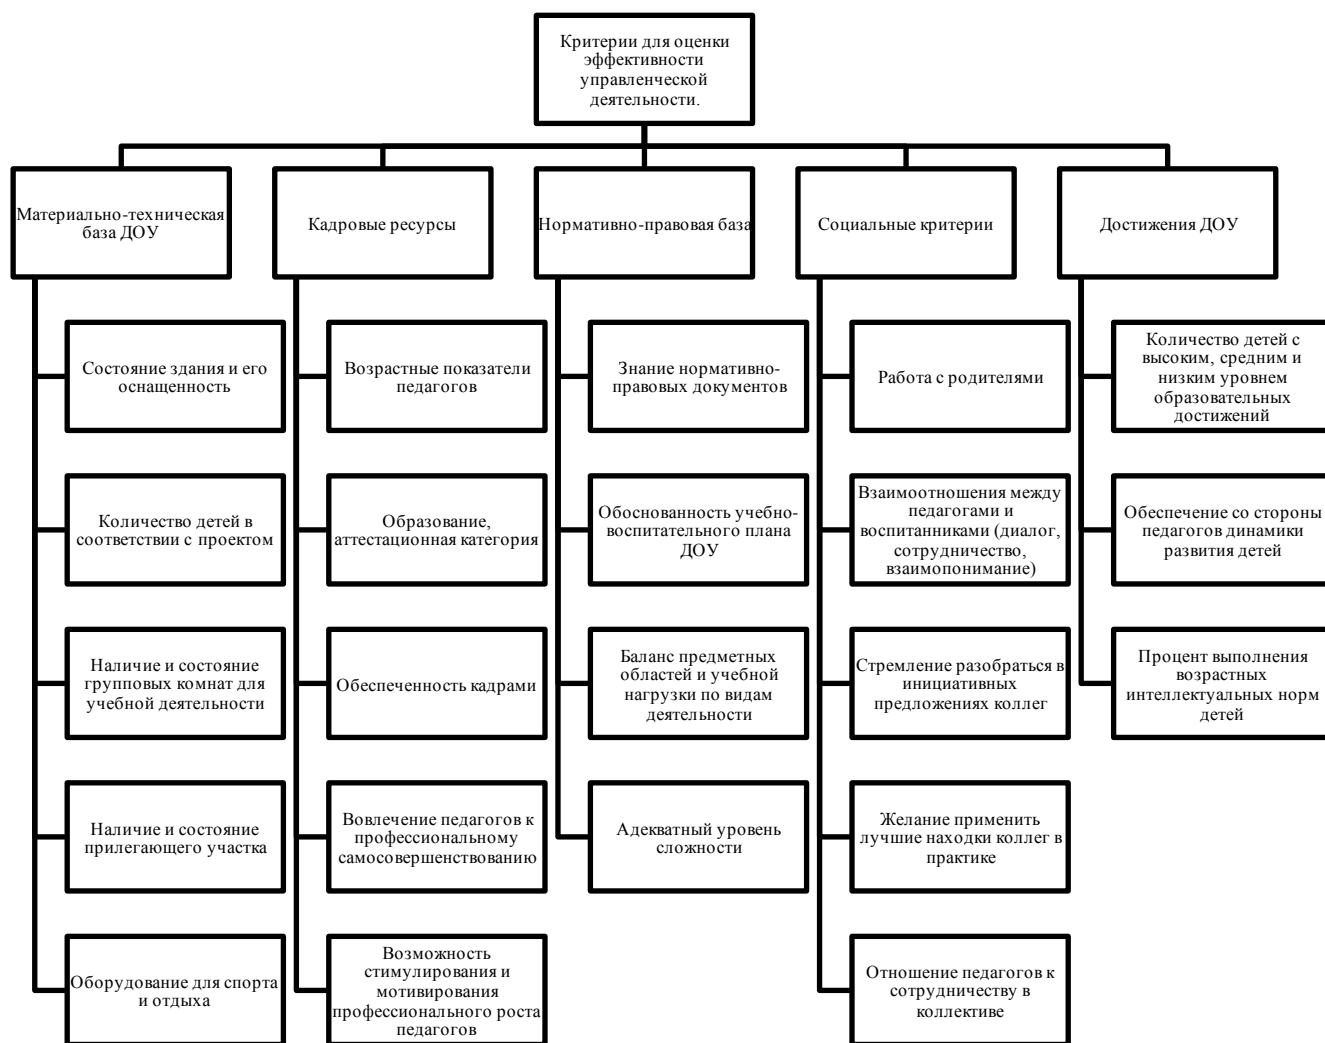 Критерии для оценки
эффективности
управленческой
деятельности.
Материально-техническая
база ДОУ
Кадровые ресурсы
Нормативно-правовая база
Социальные критерии
Достижения ДОУ
Состояние здания и его
оснащенность
Количество детей в
соответствии с проектом
Наличие и состояние
групповых комнат для
учебной деятельности
Наличие и состояние
прилегающего участка
Оборудование для спорта
и отдыха
Возрастные показатели
педагогов
Образование,
аттестационная категория
Обеспеченность кадрами
Вовлечение педагогов к
профессиональному
самосовершенствованию
Возможность
стимулирования и
мотивирования
профессионального роста
педагогов
Знание нормативно-
правовых документов
Обоснованность учебно-
воспитательного плана
ДОУ
Баланс предметных
областей и учебной
нагрузки по видам
деятельности
Адекватный уровень
сложности
Работа с родителями
Взаимоотношения между
педагогами и
воспитанниками (диалог,
сотрудничество,
взаимопонимание)
Стремление разобраться в
инициативных
предложениях коллег
Желание применить
лучшие находки коллег в
практике
Отношение педагогов к
сотрудничеству в
коллективе
Количество детей с
высоким, средним и
низким уровнем
образовательных
достижений
Обеспечение со стороны
педагогов динамики
развития детей
Процент выполнения
возрастных
интеллектуальных норм
детей